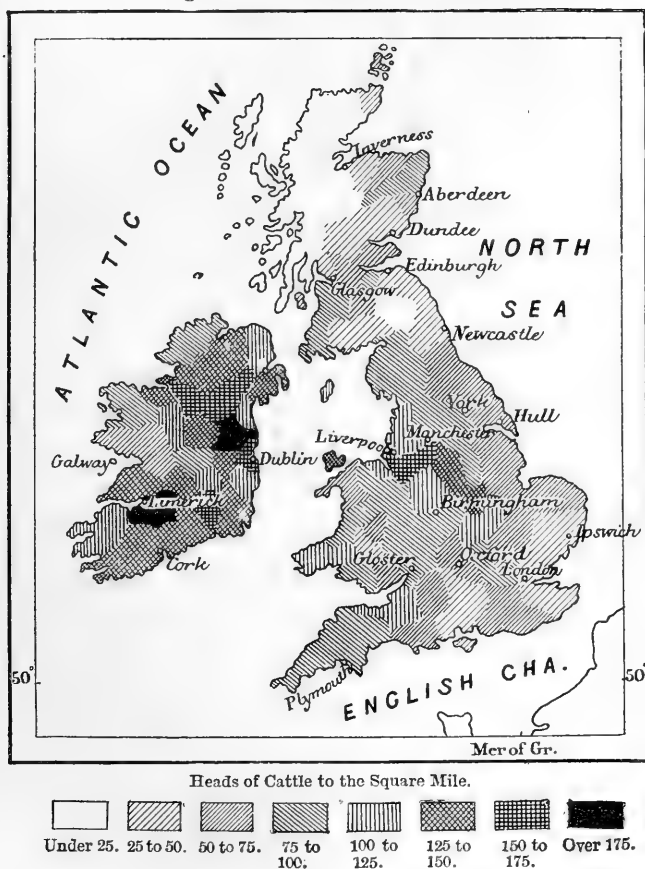 ATLANTIC OCEAN
Inverness
Aberdeen
Dundee
NORTH
Edinburgh
Glasgow
SEA
Newcastle
York
Hull
Liverpool
Manchister
Galway
Dublin
Limerick
Birmingham
Ipswich
Cork
Gloster
Oxford
London
50°
50°
Plymouth
ENGLISH CHA.
Mer of Gr.
Heads of Cattle to the Square Mile.
Under 25. 25 to 50. 50 to 75. 75 to 100. 100 to 125. 125 to 150. 150 to 175. Over 175.